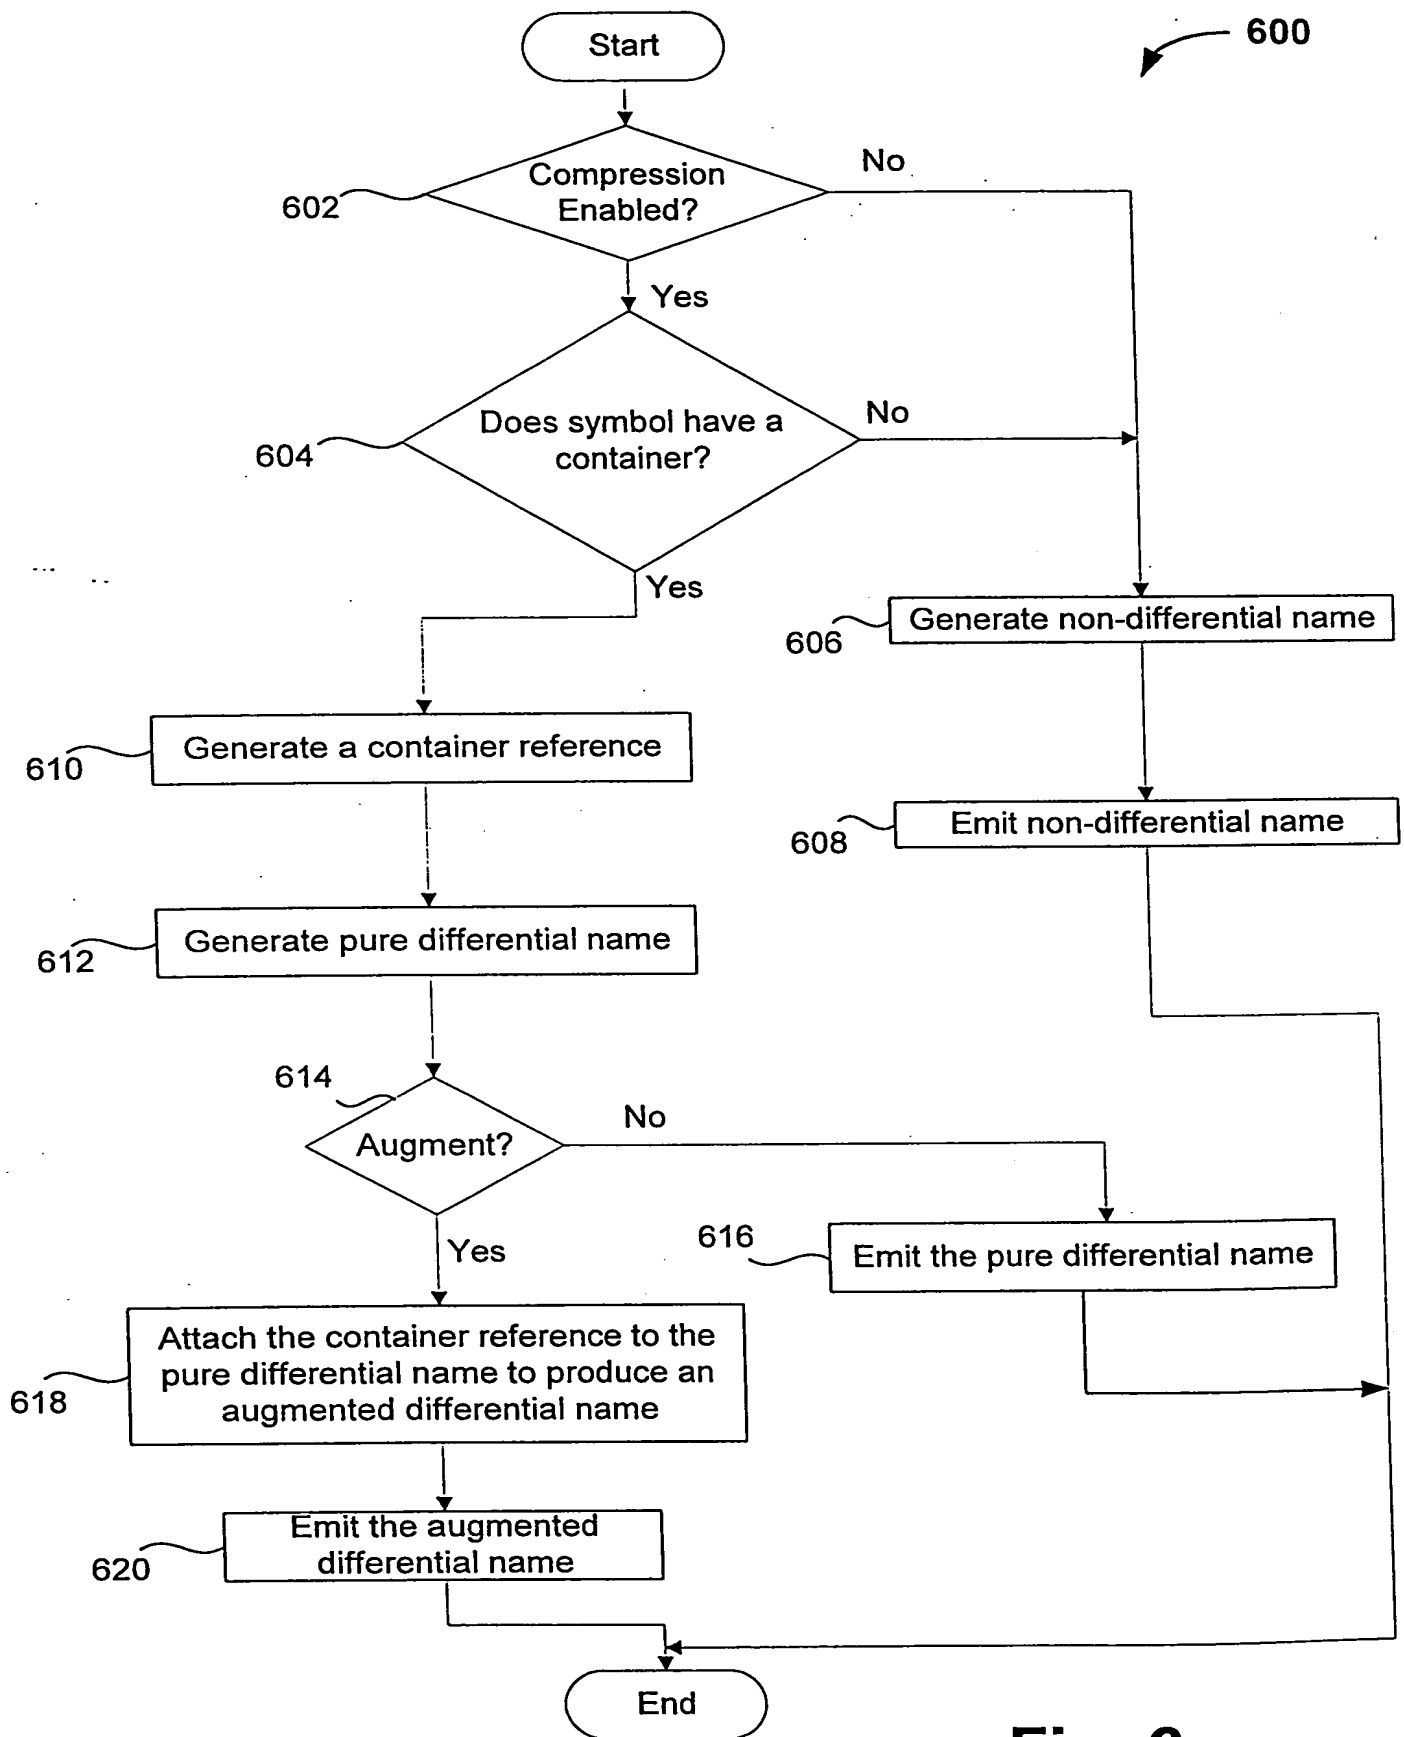 Start
600
Compression
Enabled?
No
602
Yes
Does symbol have a
container?
No
604
Yes
Generate non-differential name
606
Generate a container reference
610
Emit non-differential name
608
Generate pure differential name
612
614
Augment?
No
Yes
616
Emit the pure differential name
Attach the container reference to the
pure differential name to produce an
augmented differential name
618
Emit the augmented
differential name
620
End